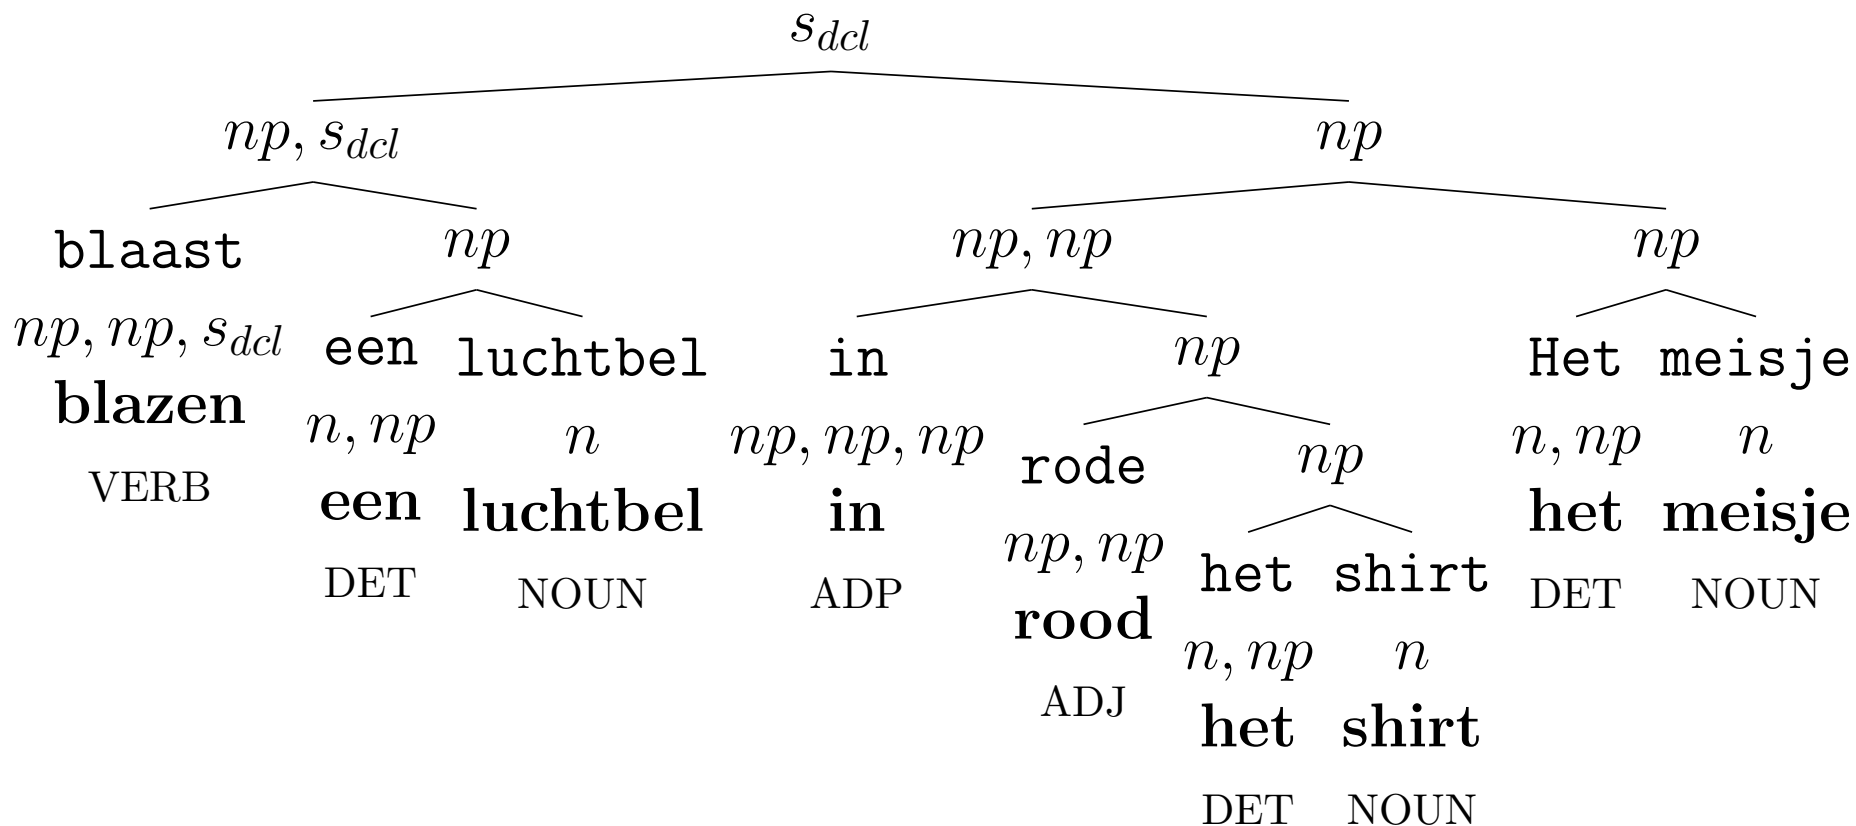 s_dcl
np, s_dcl np
blaast np np, np np
np, np, s_dcl een luchtbel in np Het meisje
blazen n, np n np, np, np rode np n, np n
VERB een luchtbel in np, np het shirt het meisje
DET NOUN ADP rood n, np n DET NOUN
ADJ het shirt
DET NOUN